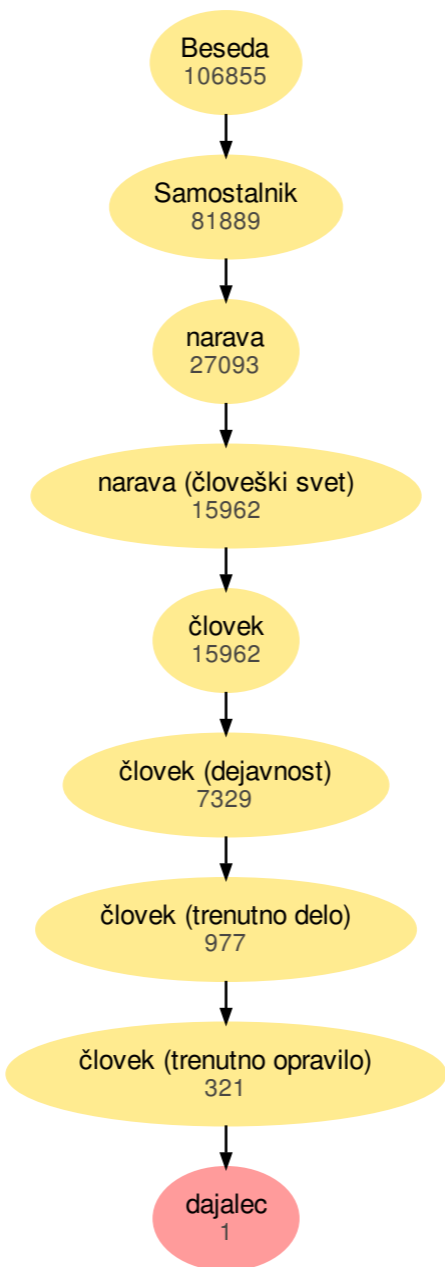 Beseda
106855
Samostalnik
81889
narava
27093
narava (človeški svet)
15962
človek
15962
človek (dejavnost)
7329
človek (trenutno delo)
977
človek (trenutno opravilo)
321
dajalec
1